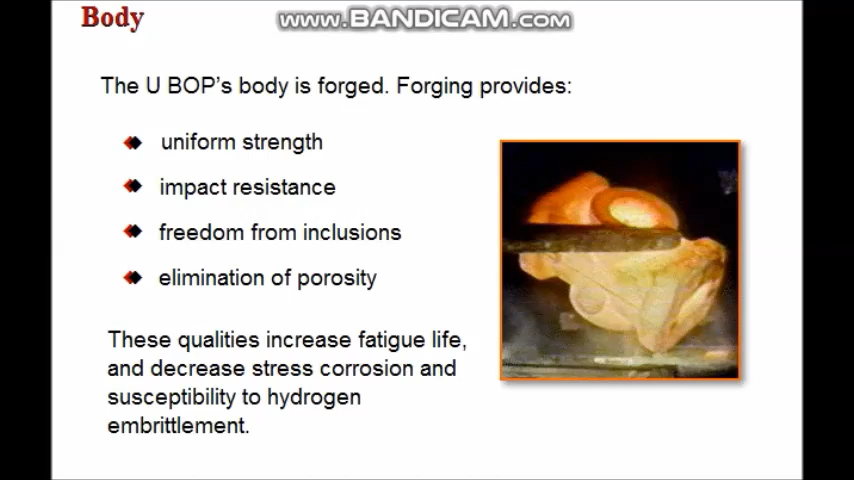 Body
www.BANDICAM.com
The U BOP's body is forged. Forging provides:
uniform strength
impact resistance
freedom from inclusions
elimination of porosity
These qualities increase fatigue life,
and decrease stress corrosion and
susceptibility to hydrogen
embrittlement.